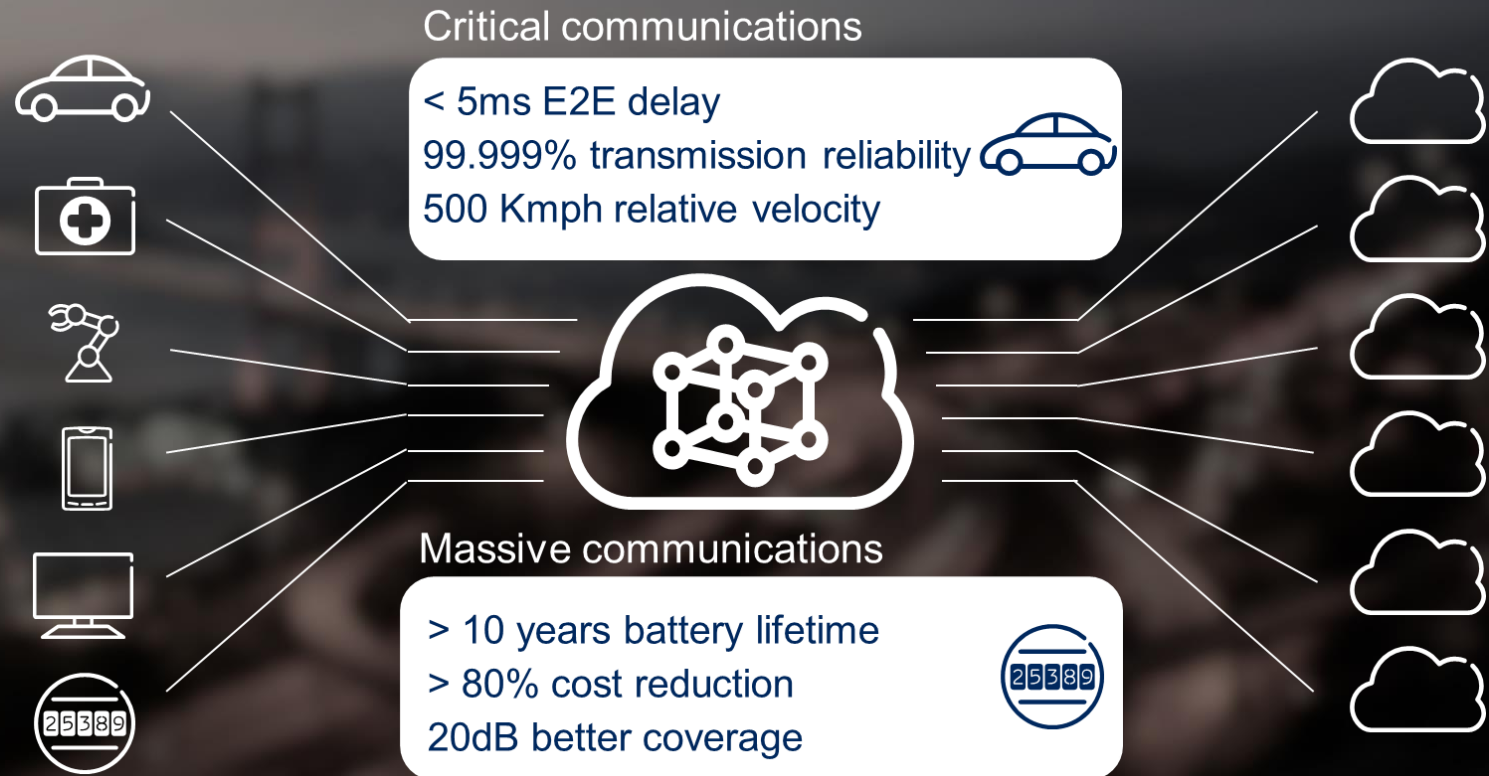 Critical communications
< 5ms E2E delay
99.999% transmission reliability
500 Kmph relative velocity
Massive communications
> 10 years battery lifetime
> 80% cost reduction
20dB better coverage
25389
25389